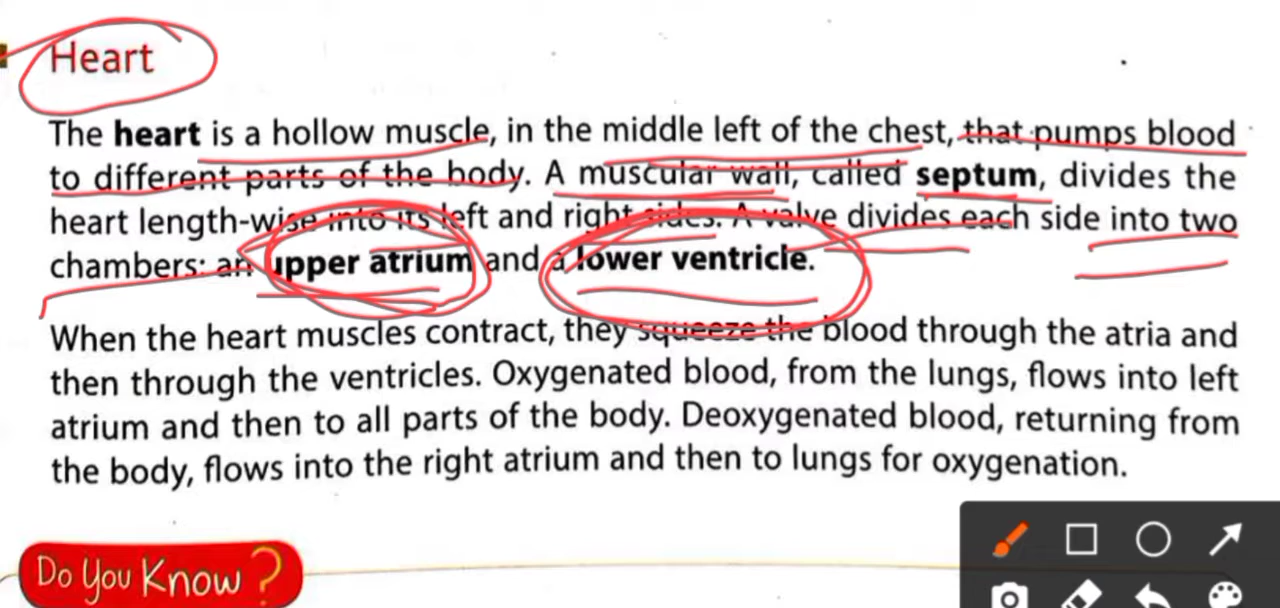 Heart
The heart is a hollow muscle, in the middle left of the chest, that pumps blood
to different parts of the body. A muscular wall, called septum, divides the
heart length-wise into its left and right sides. A valve divides each side into two
chambers: an upper atrium and a lower ventricle.
When the heart muscles contract, they squeeze the blood through the atria and
then through the ventricles. Oxygenated blood, from the lungs, flows into left
atrium and then to all parts of the body. Deoxygenated blood, returning from
the body, flows into the right atrium and then to lungs for oxygenation.
Do You Know?